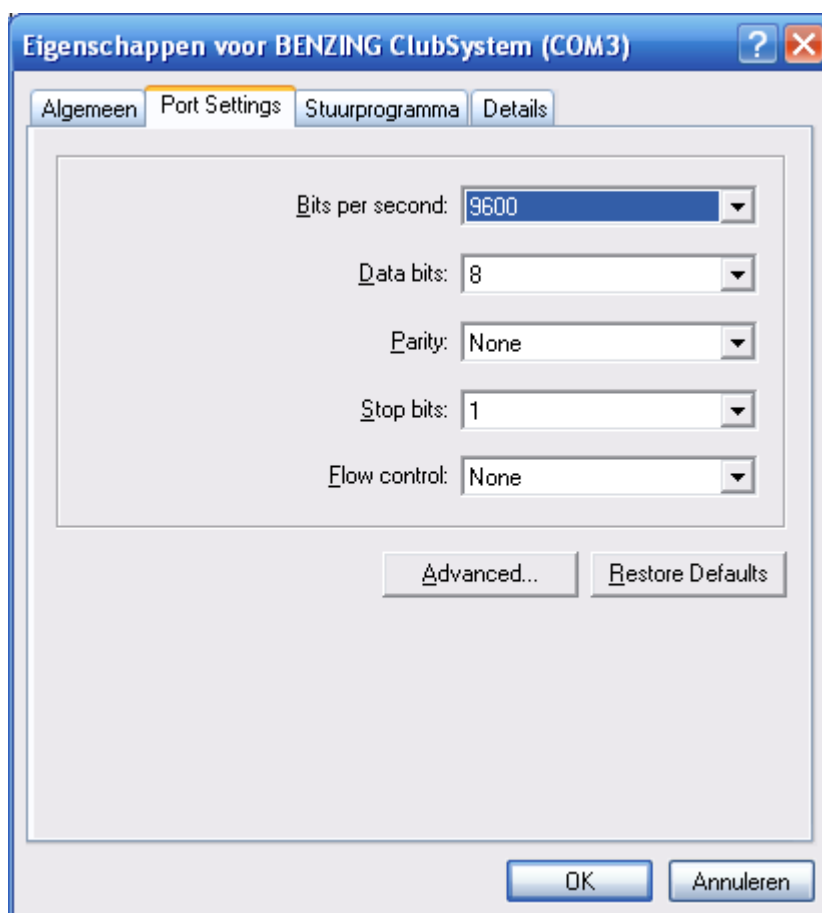 Eigenschappen voor BENZING ClubSystem (COM3)
Algemeen Port Settings Stuurprogramma Details
Bits per second: 9600
Data bits: 8
Parity: None
Stop bits: 1
Flow control: None
Advanced... Restore Defaults
OK Annuleren